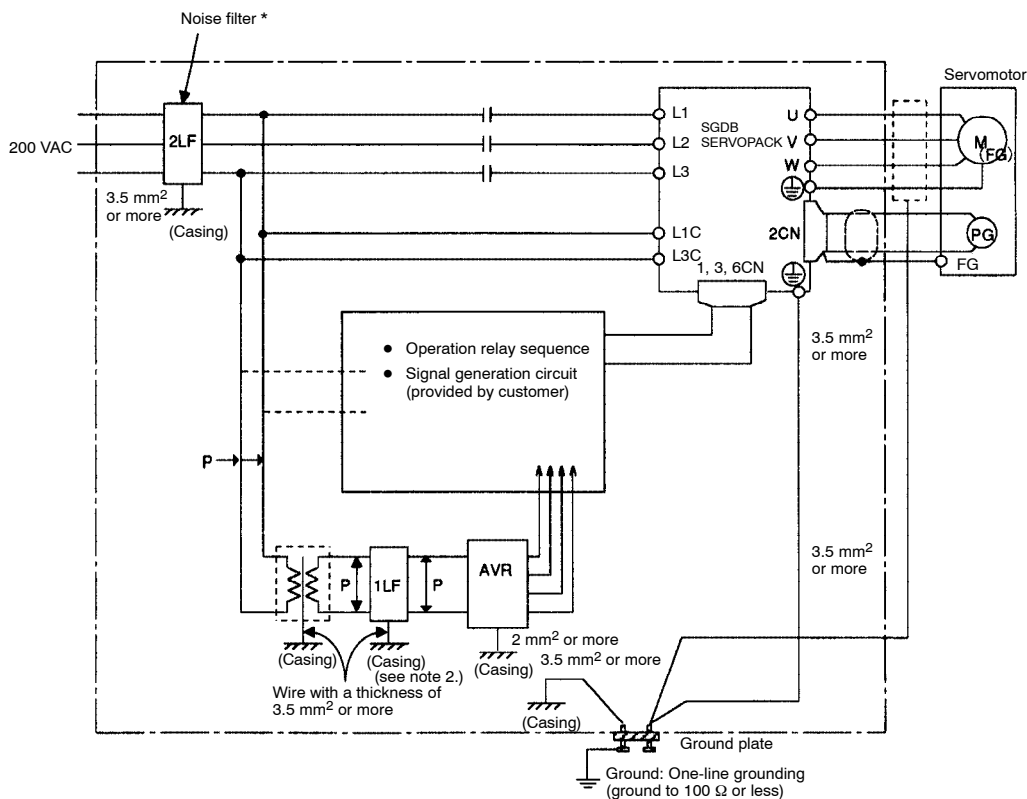 Noise filter *
Servomotor
200 VAC
2LF
3.5 mm2
or more
(Casing)
L1
L2
L3
SGDB
SERVOPACK
U
V
W
M
(FG)
L1C
L3C
2CN
PG
FG
1, 3, 6CN
● Operation relay sequence
● Signal generation circuit
(provided by customer)
3.5 mm2
or more
P
P
1LF
P
AVR
3.5 mm2
or more
(Casing)
(Casing)
(see note 2.)
(Casing)
2 mm2 or more
3.5 mm2 or more
Wire with a thickness of
3.5 mm2 or more
(Casing)
Ground plate
Ground: One-line grounding
(ground to 100 Ω or less)